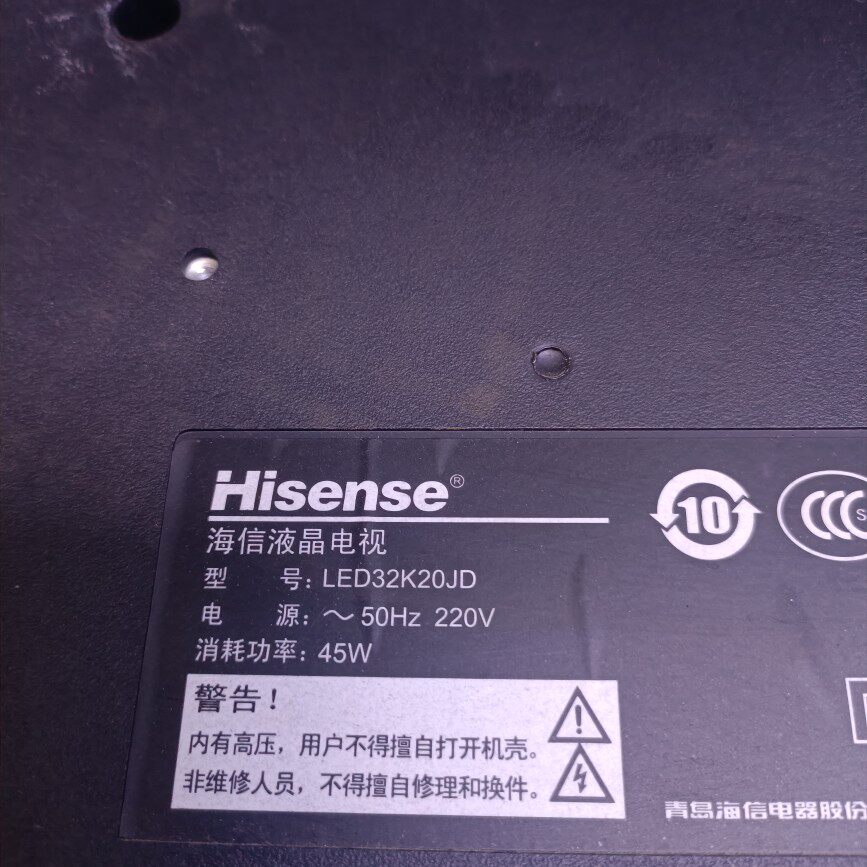 Hisense®
海信液晶电视
型 号: LED32K20JD
电 源: ～ 50Hz 220V
消耗功率: 45W
10
CCC S
警告！
内有高压，用户不得擅自打开机壳。
非维修人员，不得擅自修理和换件。
青岛海信电器股份